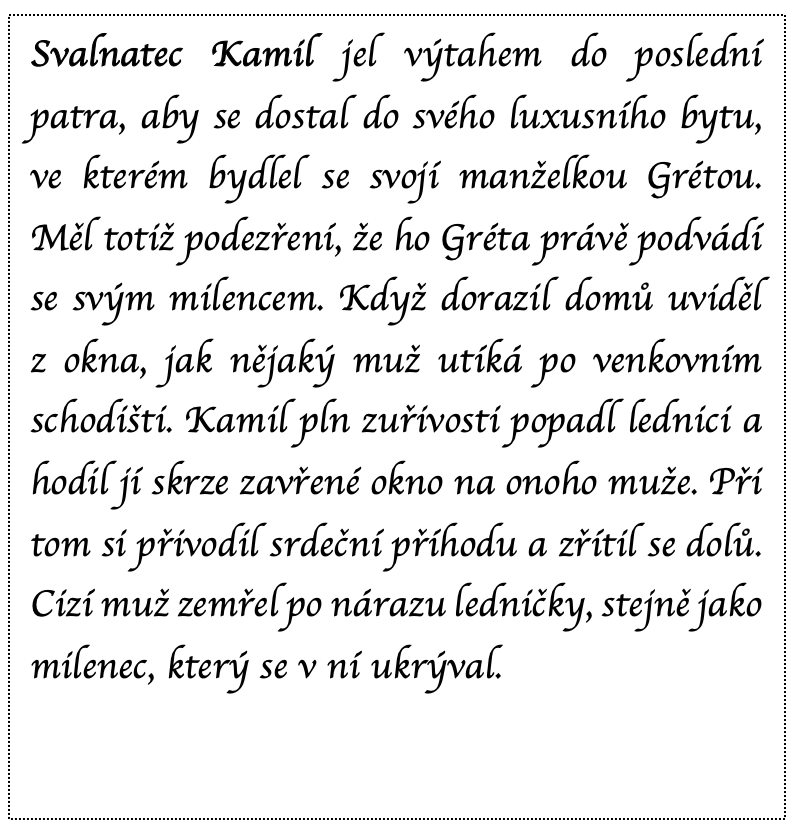 Svalnatec Kamil jel výtahem do poslední
patra, aby se dostal do svého luxusního bytu,
ve kterém bydlel se svojí manželkou Grétou.
Měl totiž podezření, že ho Gréta právě podvádí
se svým milencem. Když dorazil domů uviděl
z okna, jak nějaký muž utíká po venkovním
schodišti. Kamil pln zuřivosti popadl lednici a
hodil jí skrze zavřené okno na onoho muže. Při
tom si přivodil srdeční příhodu a zřítil se dolů.
Cizí muž zemřel po nárazu ledničky, stejně jako
milenec, který se v ní ukrýval.